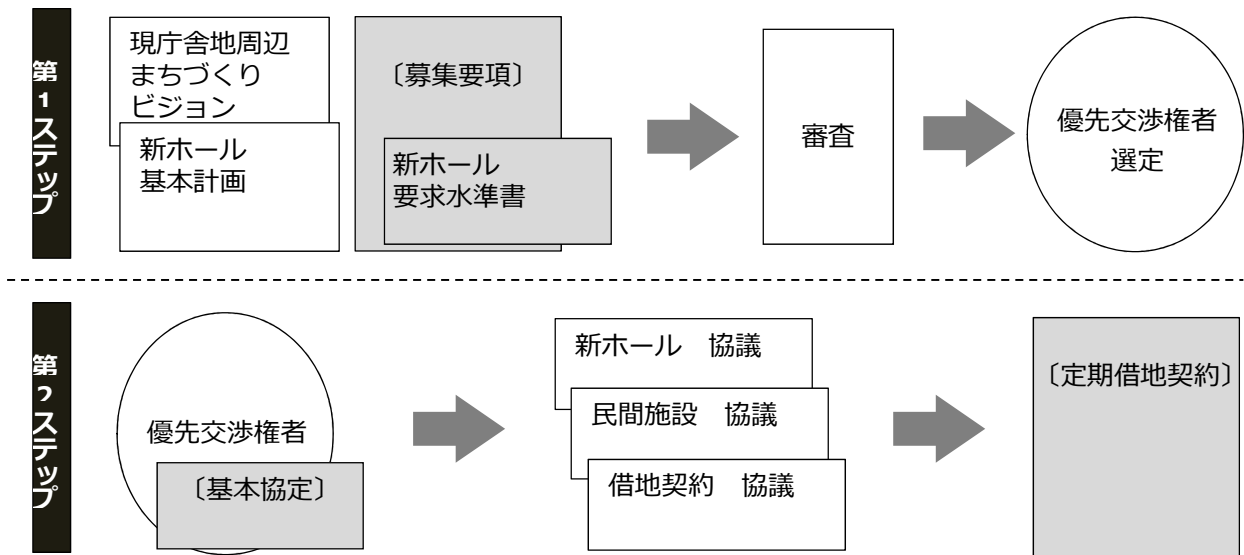 第1ステップ
現庁舎地周辺
まちづくり
ビジョン
新ホール
基本計画
〔募集要項〕
新ホール
要求水準書
審査
優先交渉権者
選定
第2ステップ
優先交渉権者
〔基本協定〕
新ホール 協議
民間施設 協議
借地契約 協議
〔定期借地契約〕